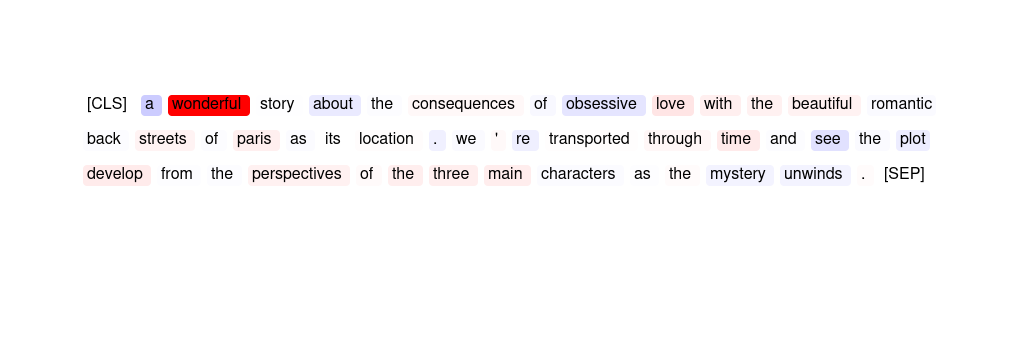 [CLS] a wonderful story about the consequences of obsessive love with the beautiful romantic
back streets of paris as its location . we ' re transported through time and see the plot
develop from the perspectives of the three main characters as the mystery unwinds . [SEP]